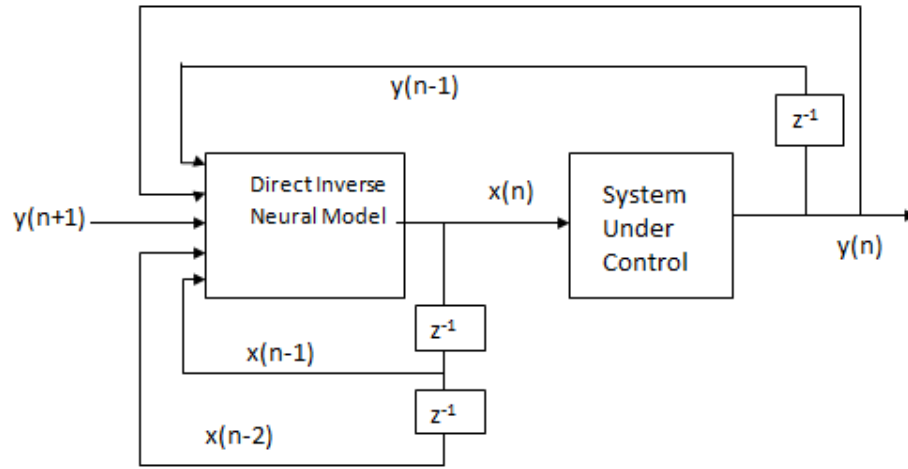 y(n-1)
z⁻¹
Direct Inverse
Neural Model
x(n)
System
Under
Control
y(n+1)
y(n)
z⁻¹
x(n-1)
z⁻¹
x(n-2)